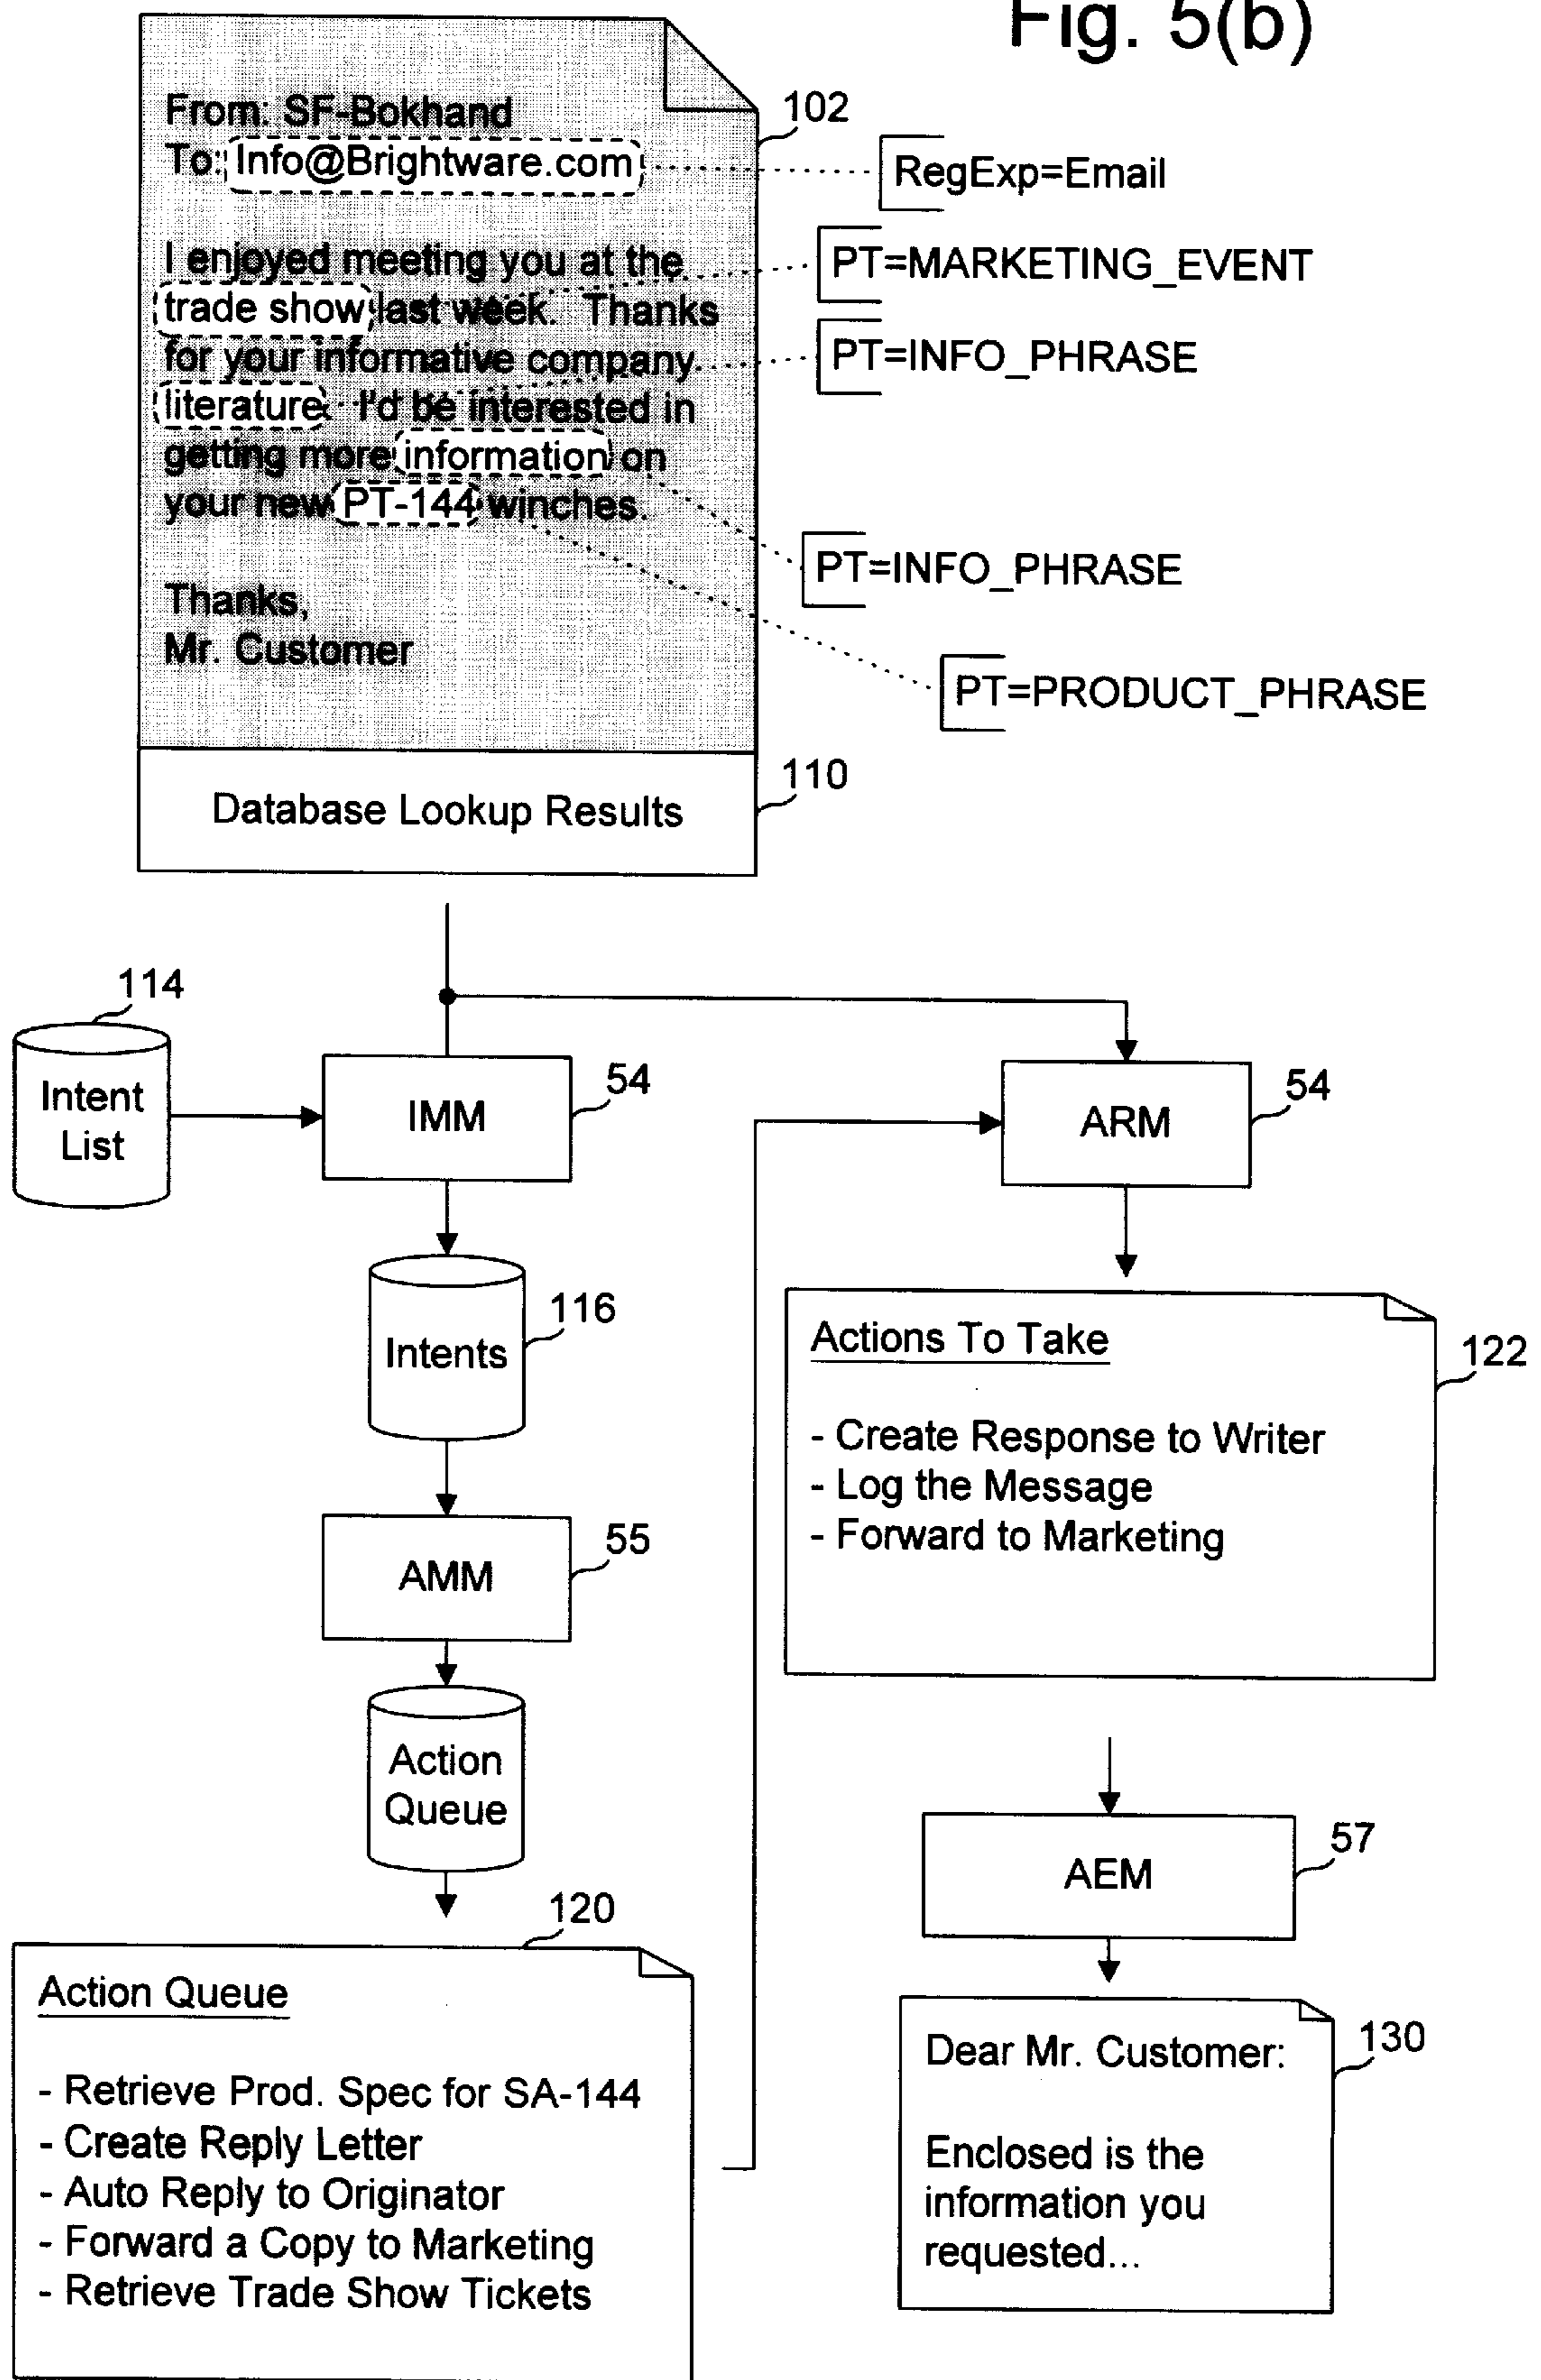 Fig. 5(b)
From: SF-Bokhand
To: Info@Brightware.com
I enjoyed meeting you at the
trade show last week. Thanks
for your informative company
literature. I'd be interested in
getting more information on
your new PT-144 winches.
Thanks,
Mr. Customer
102
RegExp=Email
PT=MARKETING_EVENT
PT=INFO_PHRASE
PT=INFO_PHRASE
PT=PRODUCT_PHRASE
Database Lookup Results
110
114
Intent
List
IMM
54
ARM
54
Intents
116
AMM
55
Action
Queue
120
Action Queue
- Retrieve Prod. Spec for SA-144
- Create Reply Letter
- Auto Reply to Originator
- Forward a Copy to Marketing
- Retrieve Trade Show Tickets
Actions To Take
- Create Response to Writer
- Log the Message
- Forward to Marketing
122
AEM
57
Dear Mr. Customer:
Enclosed is the
information you
requested...
130